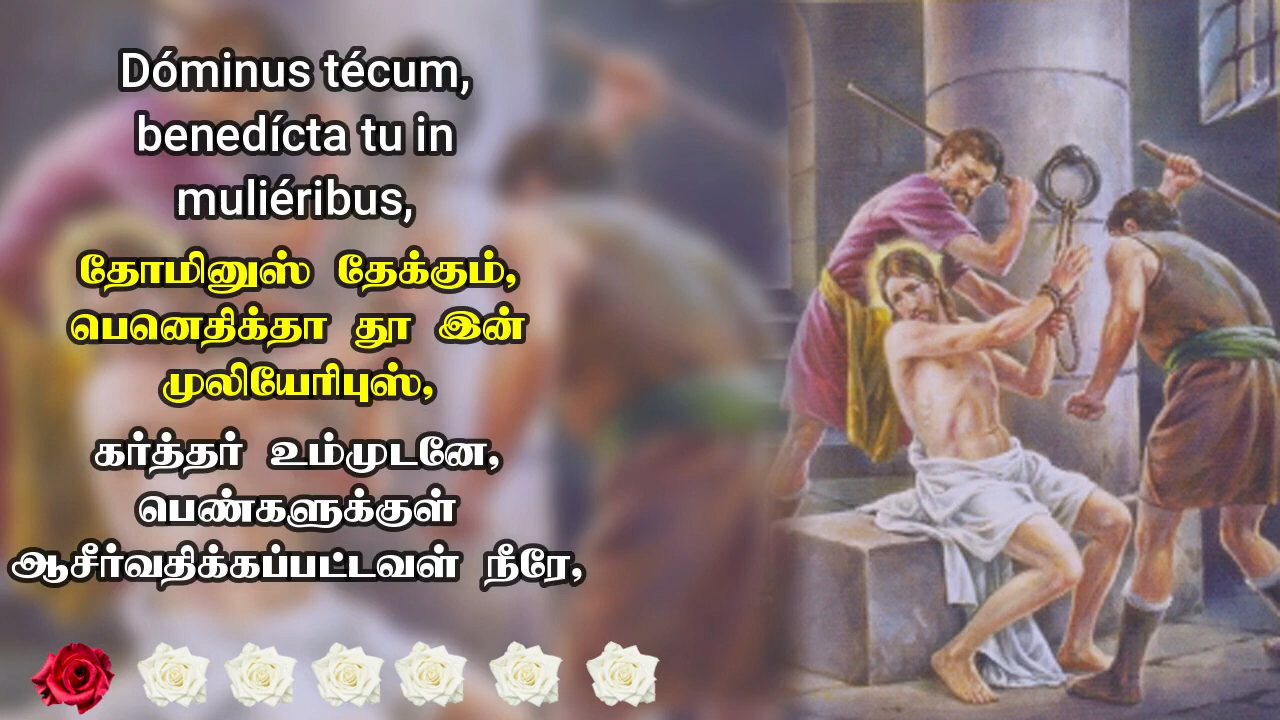 Dóminus técum,
benedícta tu in
muliéribus,
தோமினுஸ் தேக்கும்,
பெனெதிக்தா தூ இன்
முலியேரிபுஸ்,
கர்த்தர் உம்முடனே,
பெண்களுக்குள்
ஆசீர்வதிக்கப்பட்டவள் நீரே,